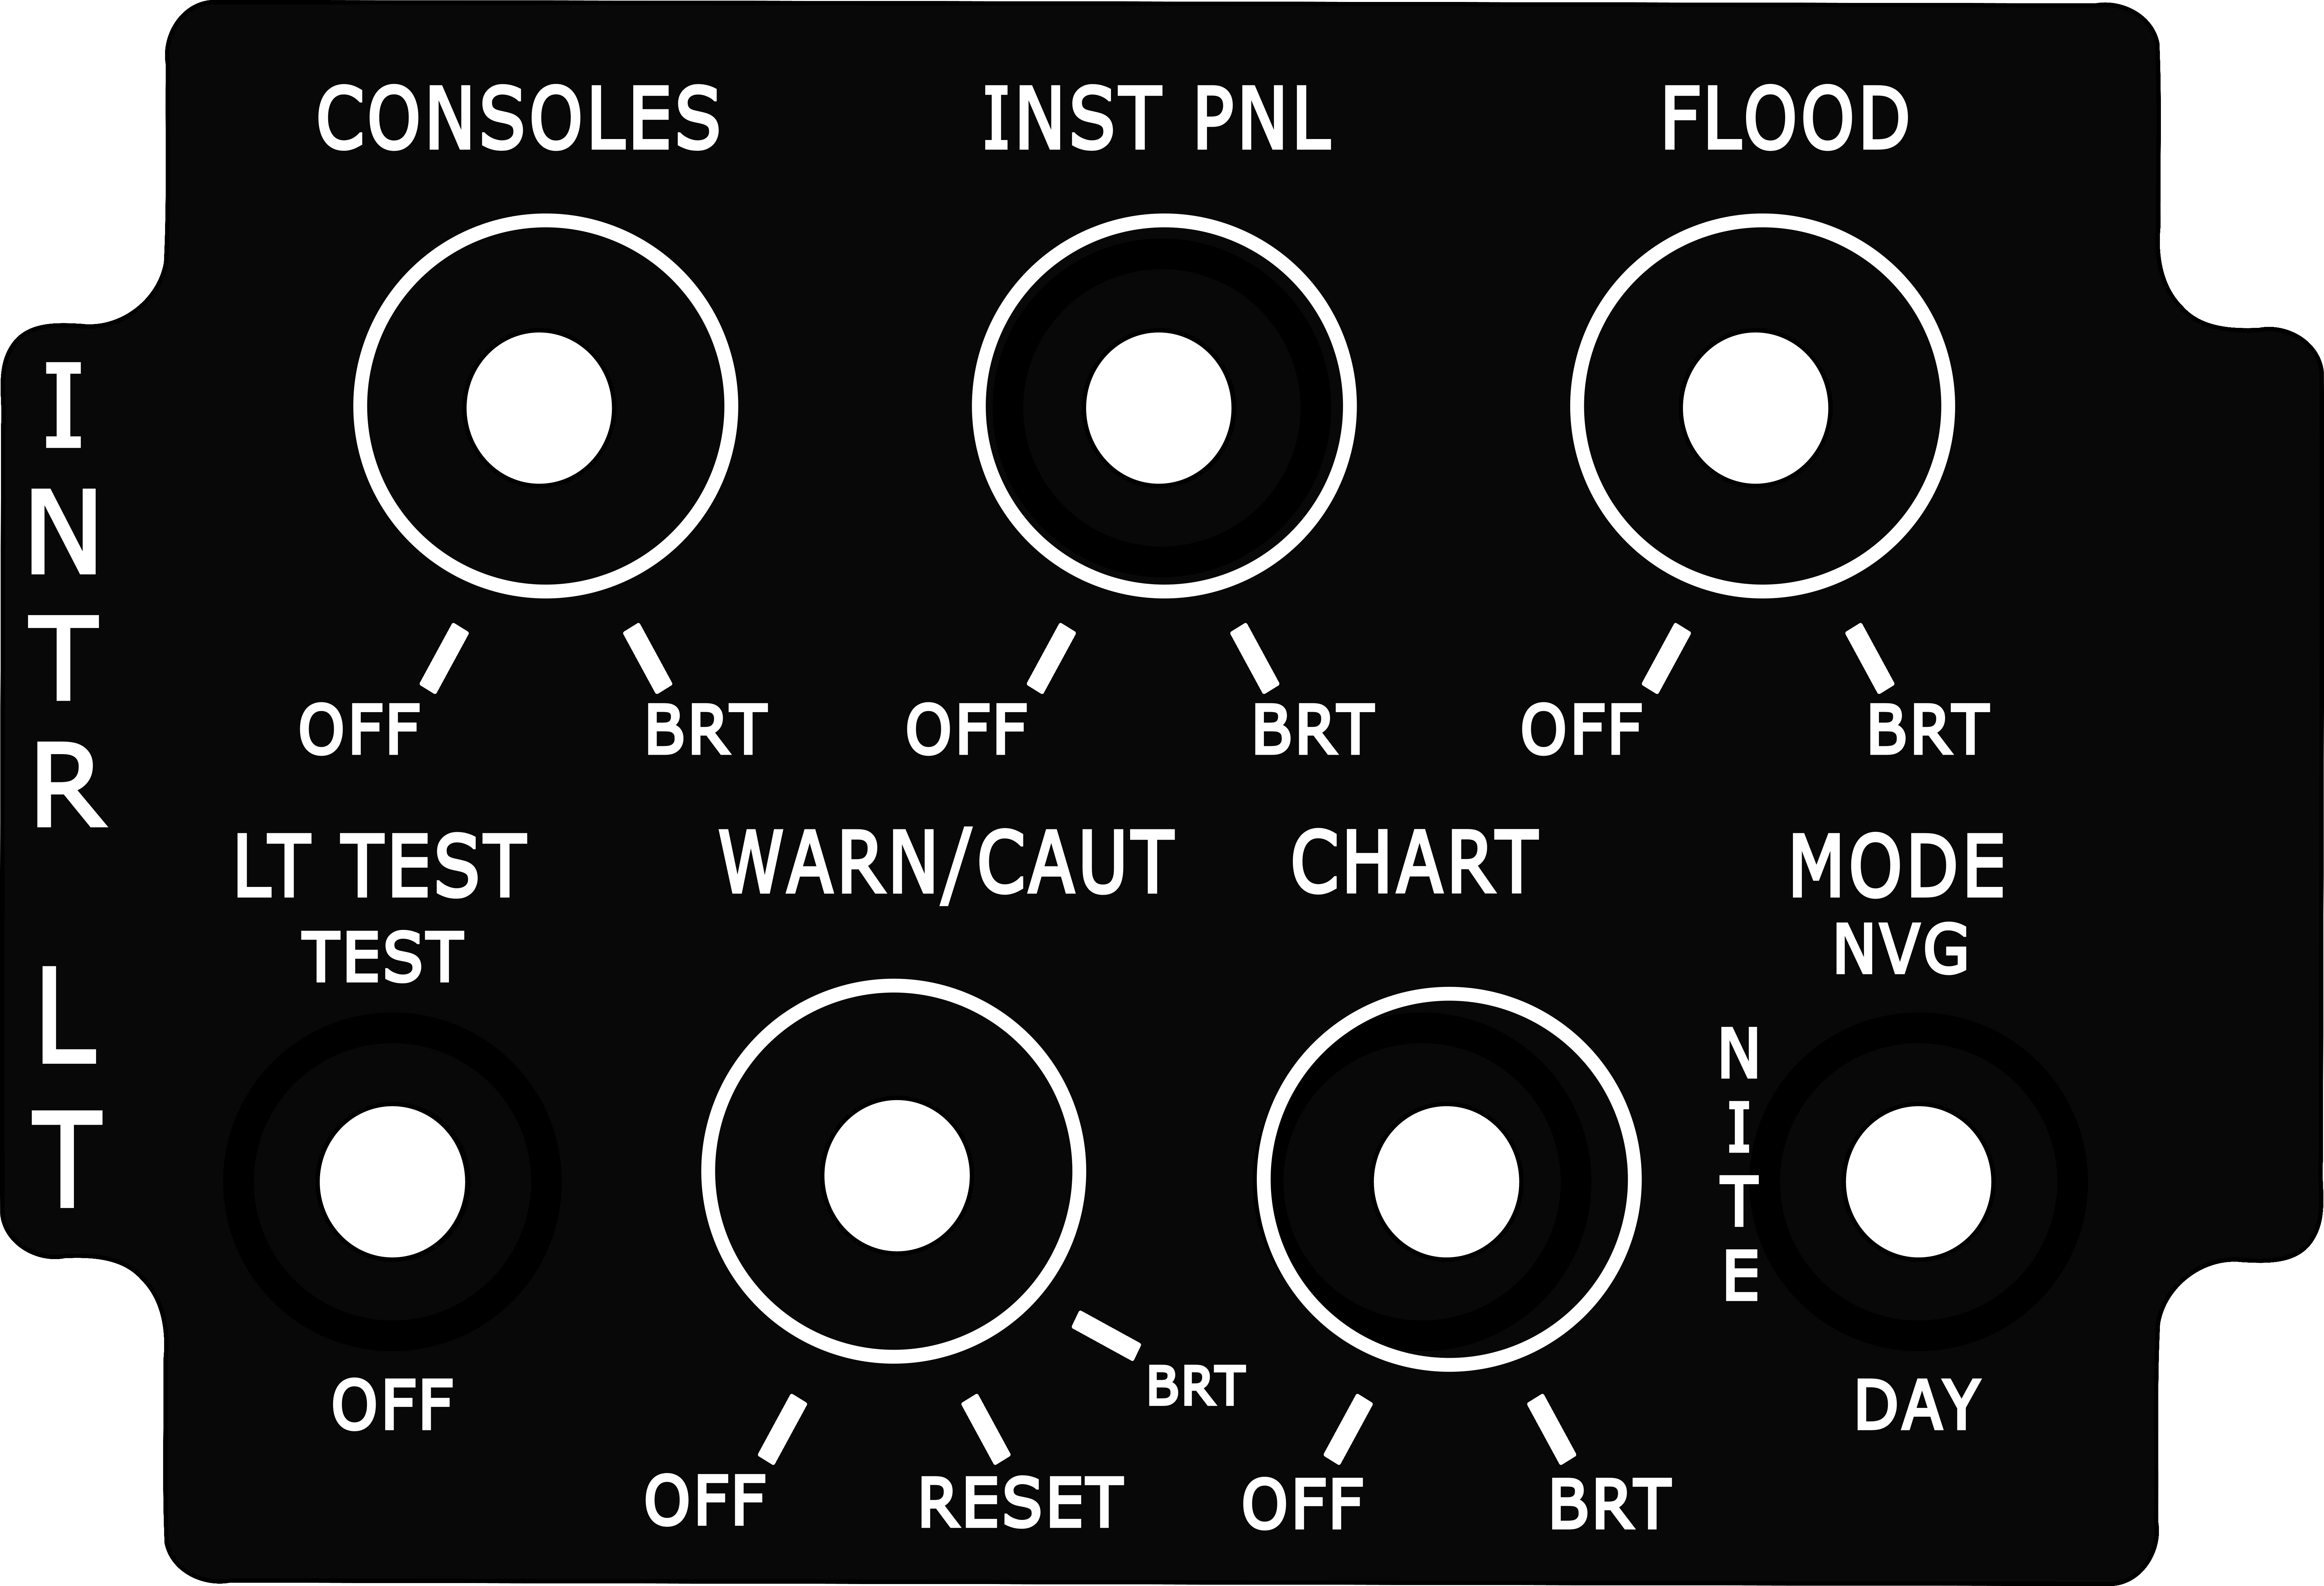 CONSOLES INST PNL FLOOD
INTR LT
OFF BRT OFF BRT OFF BRT
LT TEST WARN/CAUT CHART MODE
TEST NVG
NITE
BRT
OFF DAY
OFF RESET OFF BRT